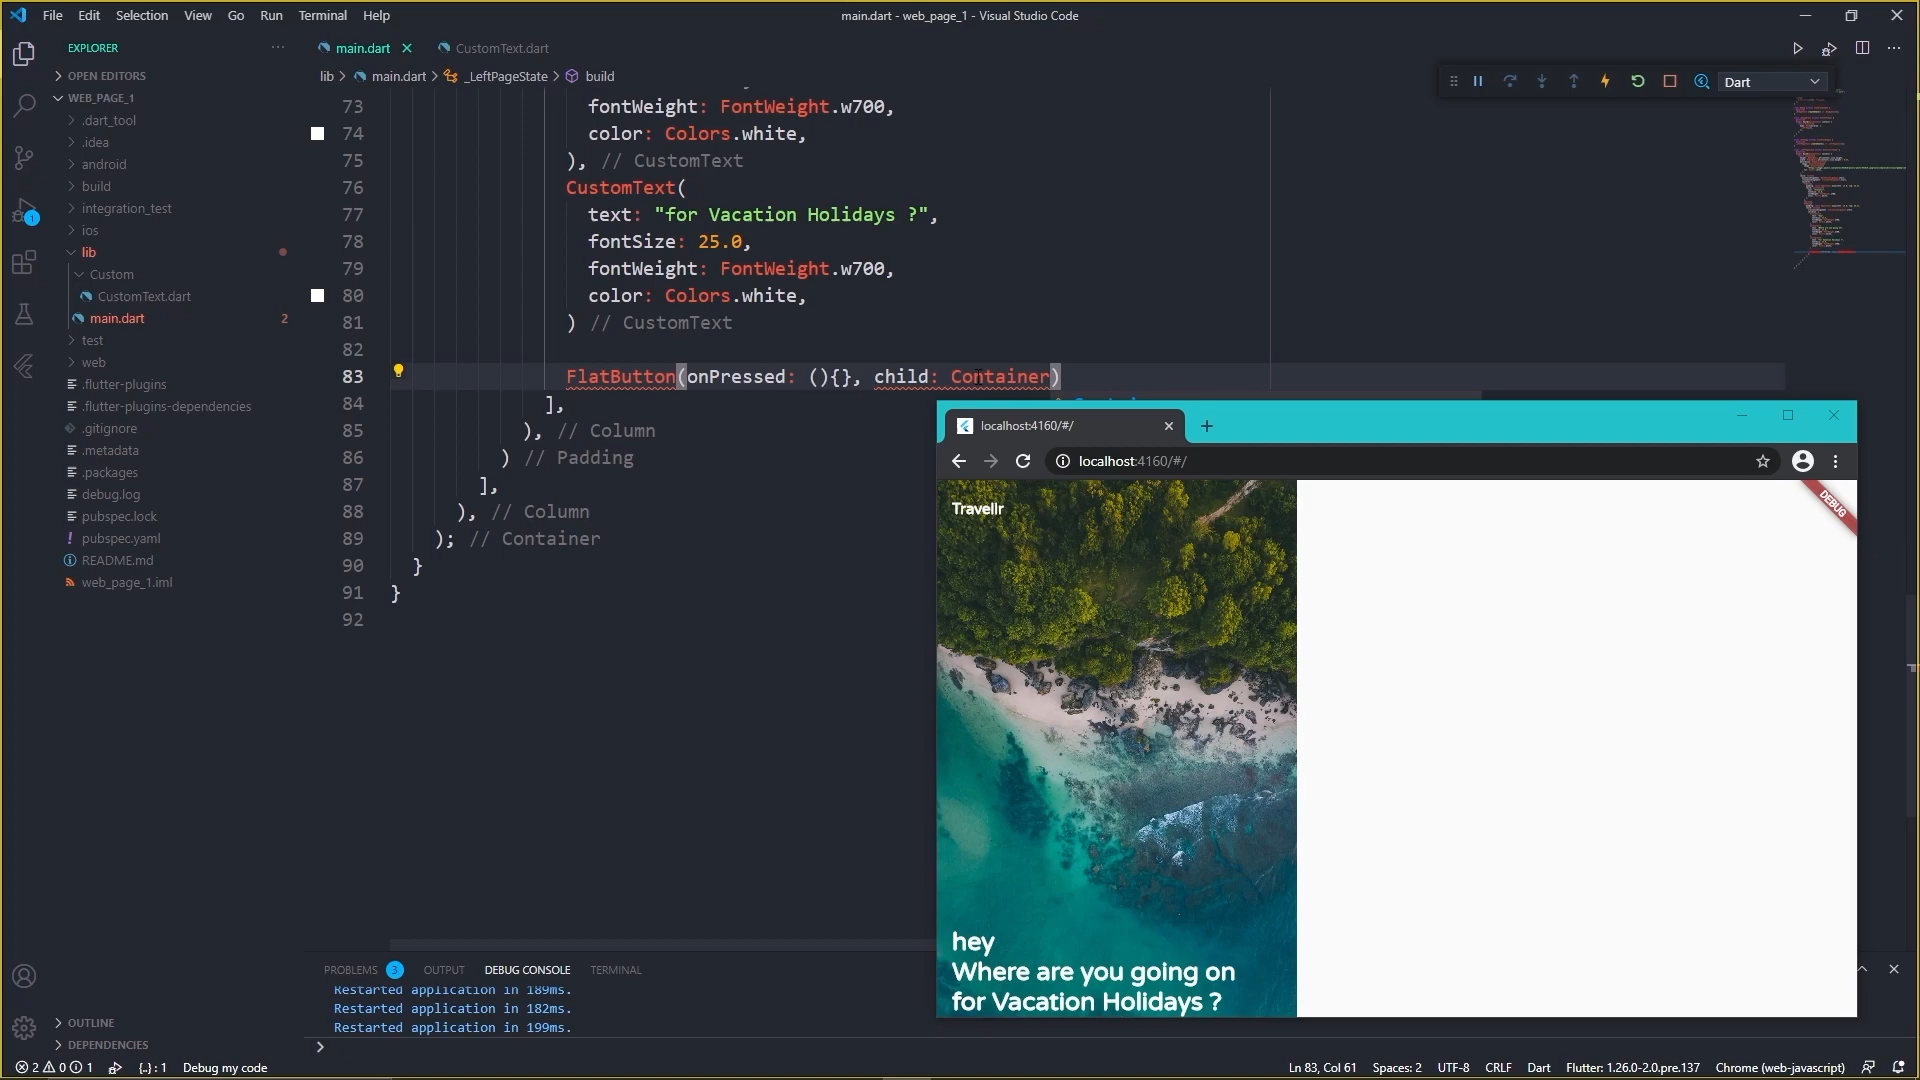 File Edit Selection View Go Run Terminal Help
main.dart - web_page_1 - Visual Studio Code
EXPLORER
OPEN EDITORS
WEB_PAGE_1
.dart_tool
.idea
android
build
integration_test
ios
lib
Custom
CustomText.dart
main.dart 2
test
web
.flutter-plugins
.flutter-plugins-dependencies
.gitignore
.metadata
.packages
debug.log
pubspec.lock
pubspec.yaml
README.md
web_page_1.iml
OUTLINE
DEPENDENCIES
1
main.dart CustomText.dart
lib > main.dart > _LeftPageState > build
Dart
73 fontWeight: FontWeight.w700,
74 color: Colors.white,
75 ), // CustomText
76 CustomText(
77 text: "for Vacation Holidays ?",
78 fontSize: 25.0,
79 fontWeight: FontWeight.w700,
80 color: Colors.white,
81 ) // CustomText
82
83 FlatButton(onPressed: (){}, child: Container)
84 ],
85 ), // Column
86 ) // Padding
87 ],
88 ), // Column
89 ); // Container
90 }
91 }
92
localhost:4160/#/
localhost:4160/#/
DEBUG
Travellr
hey
Where are you going on
for Vacation Holidays ?
PROBLEMS 3 OUTPUT DEBUG CONSOLE TERMINAL
Restarted application in 189ms.
Restarted application in 182ms.
Restarted application in 199ms.
2 0 1 {..} : 1 Debug my code
Ln 83, Col 61 Spaces: 2 UTF-8 CRLF Dart Flutter: 1.26.0-2.0.pre.137 Chrome (web-javascript)